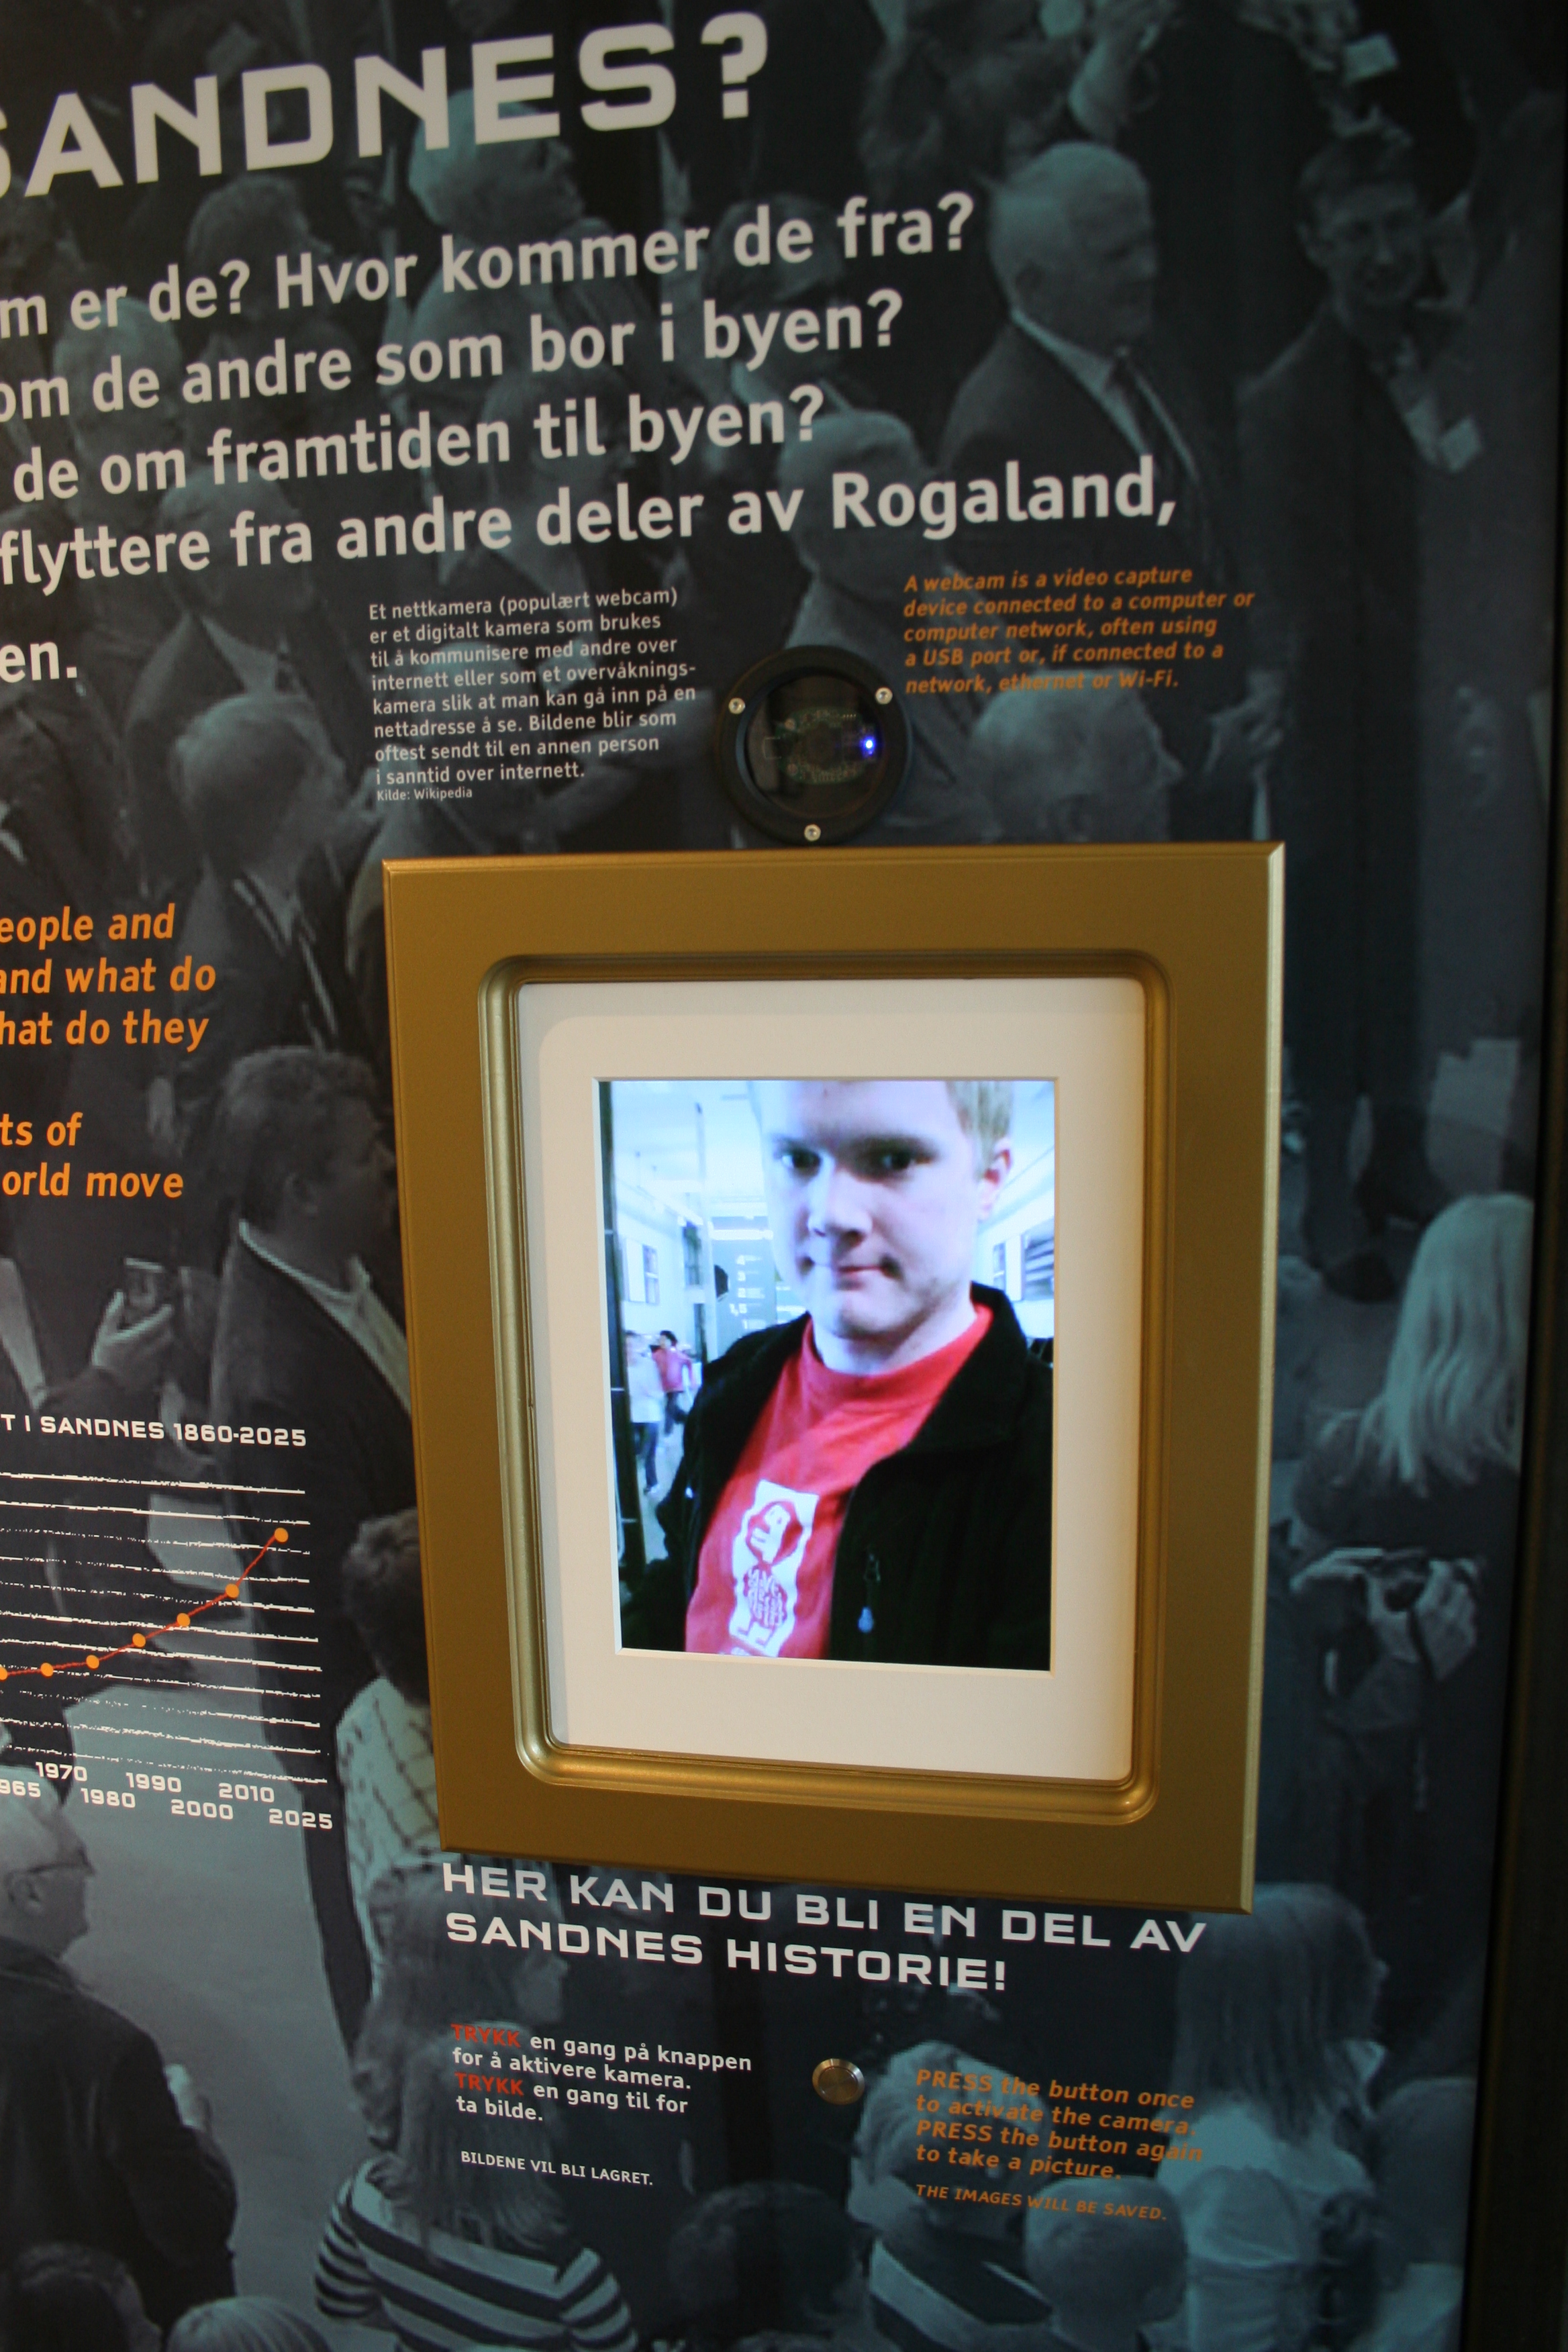 SANDNES?
er de? Hvor kommer de fra?
om de andre som bor i byen?
de om framtiden til byen?
flyttere fra andre deler av Rogaland,
en.
Et nettkamera (populært webcam)
er et digitalt kamera som brukes
til å kommunisere med andre over
internett eller som et overvåknings-
kamera slik at man kan gå inn på en
nettadresse å se. Bildene blir som
oftest sendt til en annen person
i sanntid over internett.
Kilde: Wikipedia
A webcam is a video capture
device connected to a computer or
computer network, often using
a USB port or, if connected to a
network, ethernet or Wi-Fi.
eople and
and what do
hat do they
ts of
orld move
T I SANDNES 1860-2025
1970 1990 2010
965 1980 2000 2025
HER KAN DU BLI EN DEL AV
SANDNES HISTORIE!
TRYKK en gang på knappen
for å aktivere kamera.
TRYKK en gang til for
ta bilde.
BILDENE VIL BLI LAGRET.
PRESS the button once
to activate the camera.
PRESS the button again
to take a picture.
THE IMAGES WILL BE SAVED.